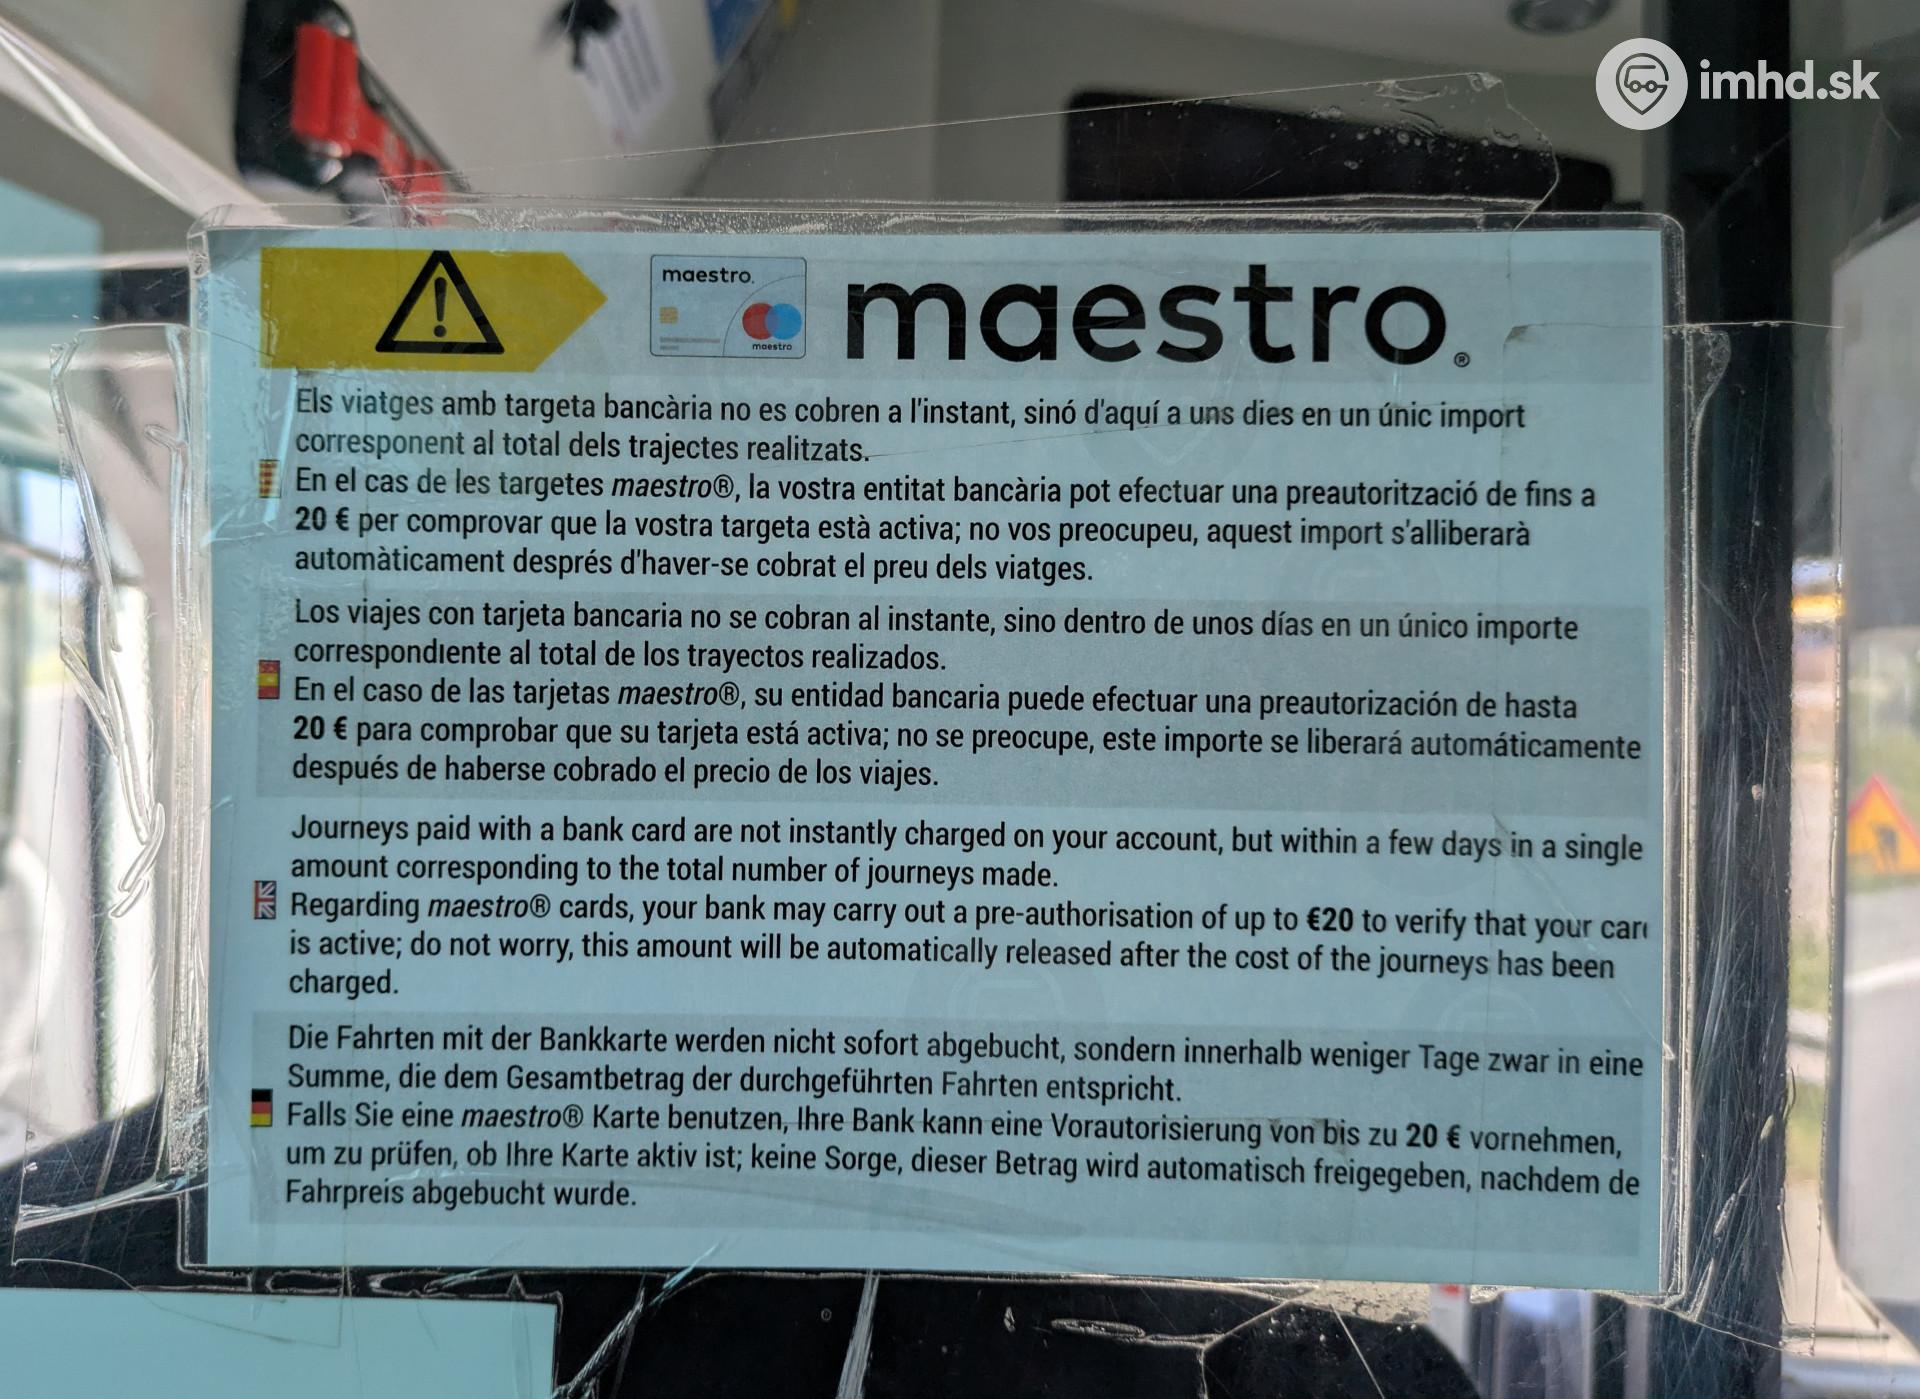 imhd.sk
maestro.
maestro
maestro®
Els viatges amb targeta bancària no es cobren a l'instant, sinó d'aquí a uns dies en un únic import
corresponent al total dels trajectes realitzats.
En el cas de les targetes maestro®, la vostra entitat bancària pot efectuar una preautorització de fins a
20 € per comprovar que la vostra targeta està activa; no vos preocupeu, aquest import s'alliberarà
automàticament després d'haver-se cobrat el preu dels viatges.
Los viajes con tarjeta bancaria no se cobran al instante, sino dentro de unos días en un único importe
correspondiente al total de los trayectos realizados.
En el caso de las tarjetas maestro®, su entidad bancaria puede efectuar una preautorización de hasta
20 € para comprobar que su tarjeta está activa; no se preocupe, este importe se liberará automáticamente
después de haberse cobrado el precio de los viajes.
Journeys paid with a bank card are not instantly charged on your account, but within a few days in a single
amount corresponding to the total number of journeys made.
Regarding maestro® cards, your bank may carry out a pre-authorisation of up to €20 to verify that your car
is active; do not worry, this amount will be automatically released after the cost of the journeys has been
charged.
Die Fahrten mit der Bankkarte werden nicht sofort abgebucht, sondern innerhalb weniger Tage zwar in eine
Summe, die dem Gesamtbetrag der durchgeführten Fahrten entspricht.
Falls Sie eine maestro® Karte benutzen, Ihre Bank kann eine Vorautorisierung von bis zu 20 € vornehmen,
um zu prüfen, ob Ihre Karte aktiv ist; keine Sorge, dieser Betrag wird automatisch freigegeben, nachdem de
Fahrpreis abgebucht wurde.